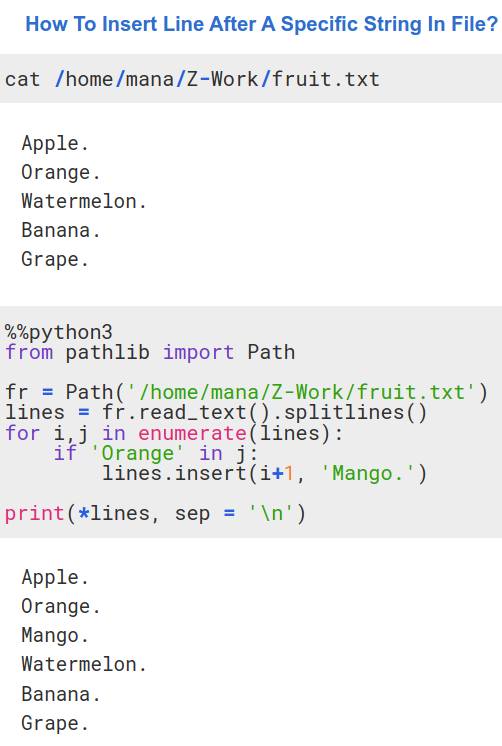 How To Insert Line After A Specific String In File?
cat /home/mana/Z-Work/fruit.txt
Apple.
Orange.
Watermelon.
Banana.
Grape.
%%python3
from pathlib import Path
fr = Path('/home/mana/Z-Work/fruit.txt')
lines = fr.read_text().splitlines()
for i,j in enumerate(lines):
    if 'Orange' in j:
        lines.insert(i+1, 'Mango.')
print(*lines, sep = '\n')
Apple.
Orange.
Mango.
Watermelon.
Banana.
Grape.